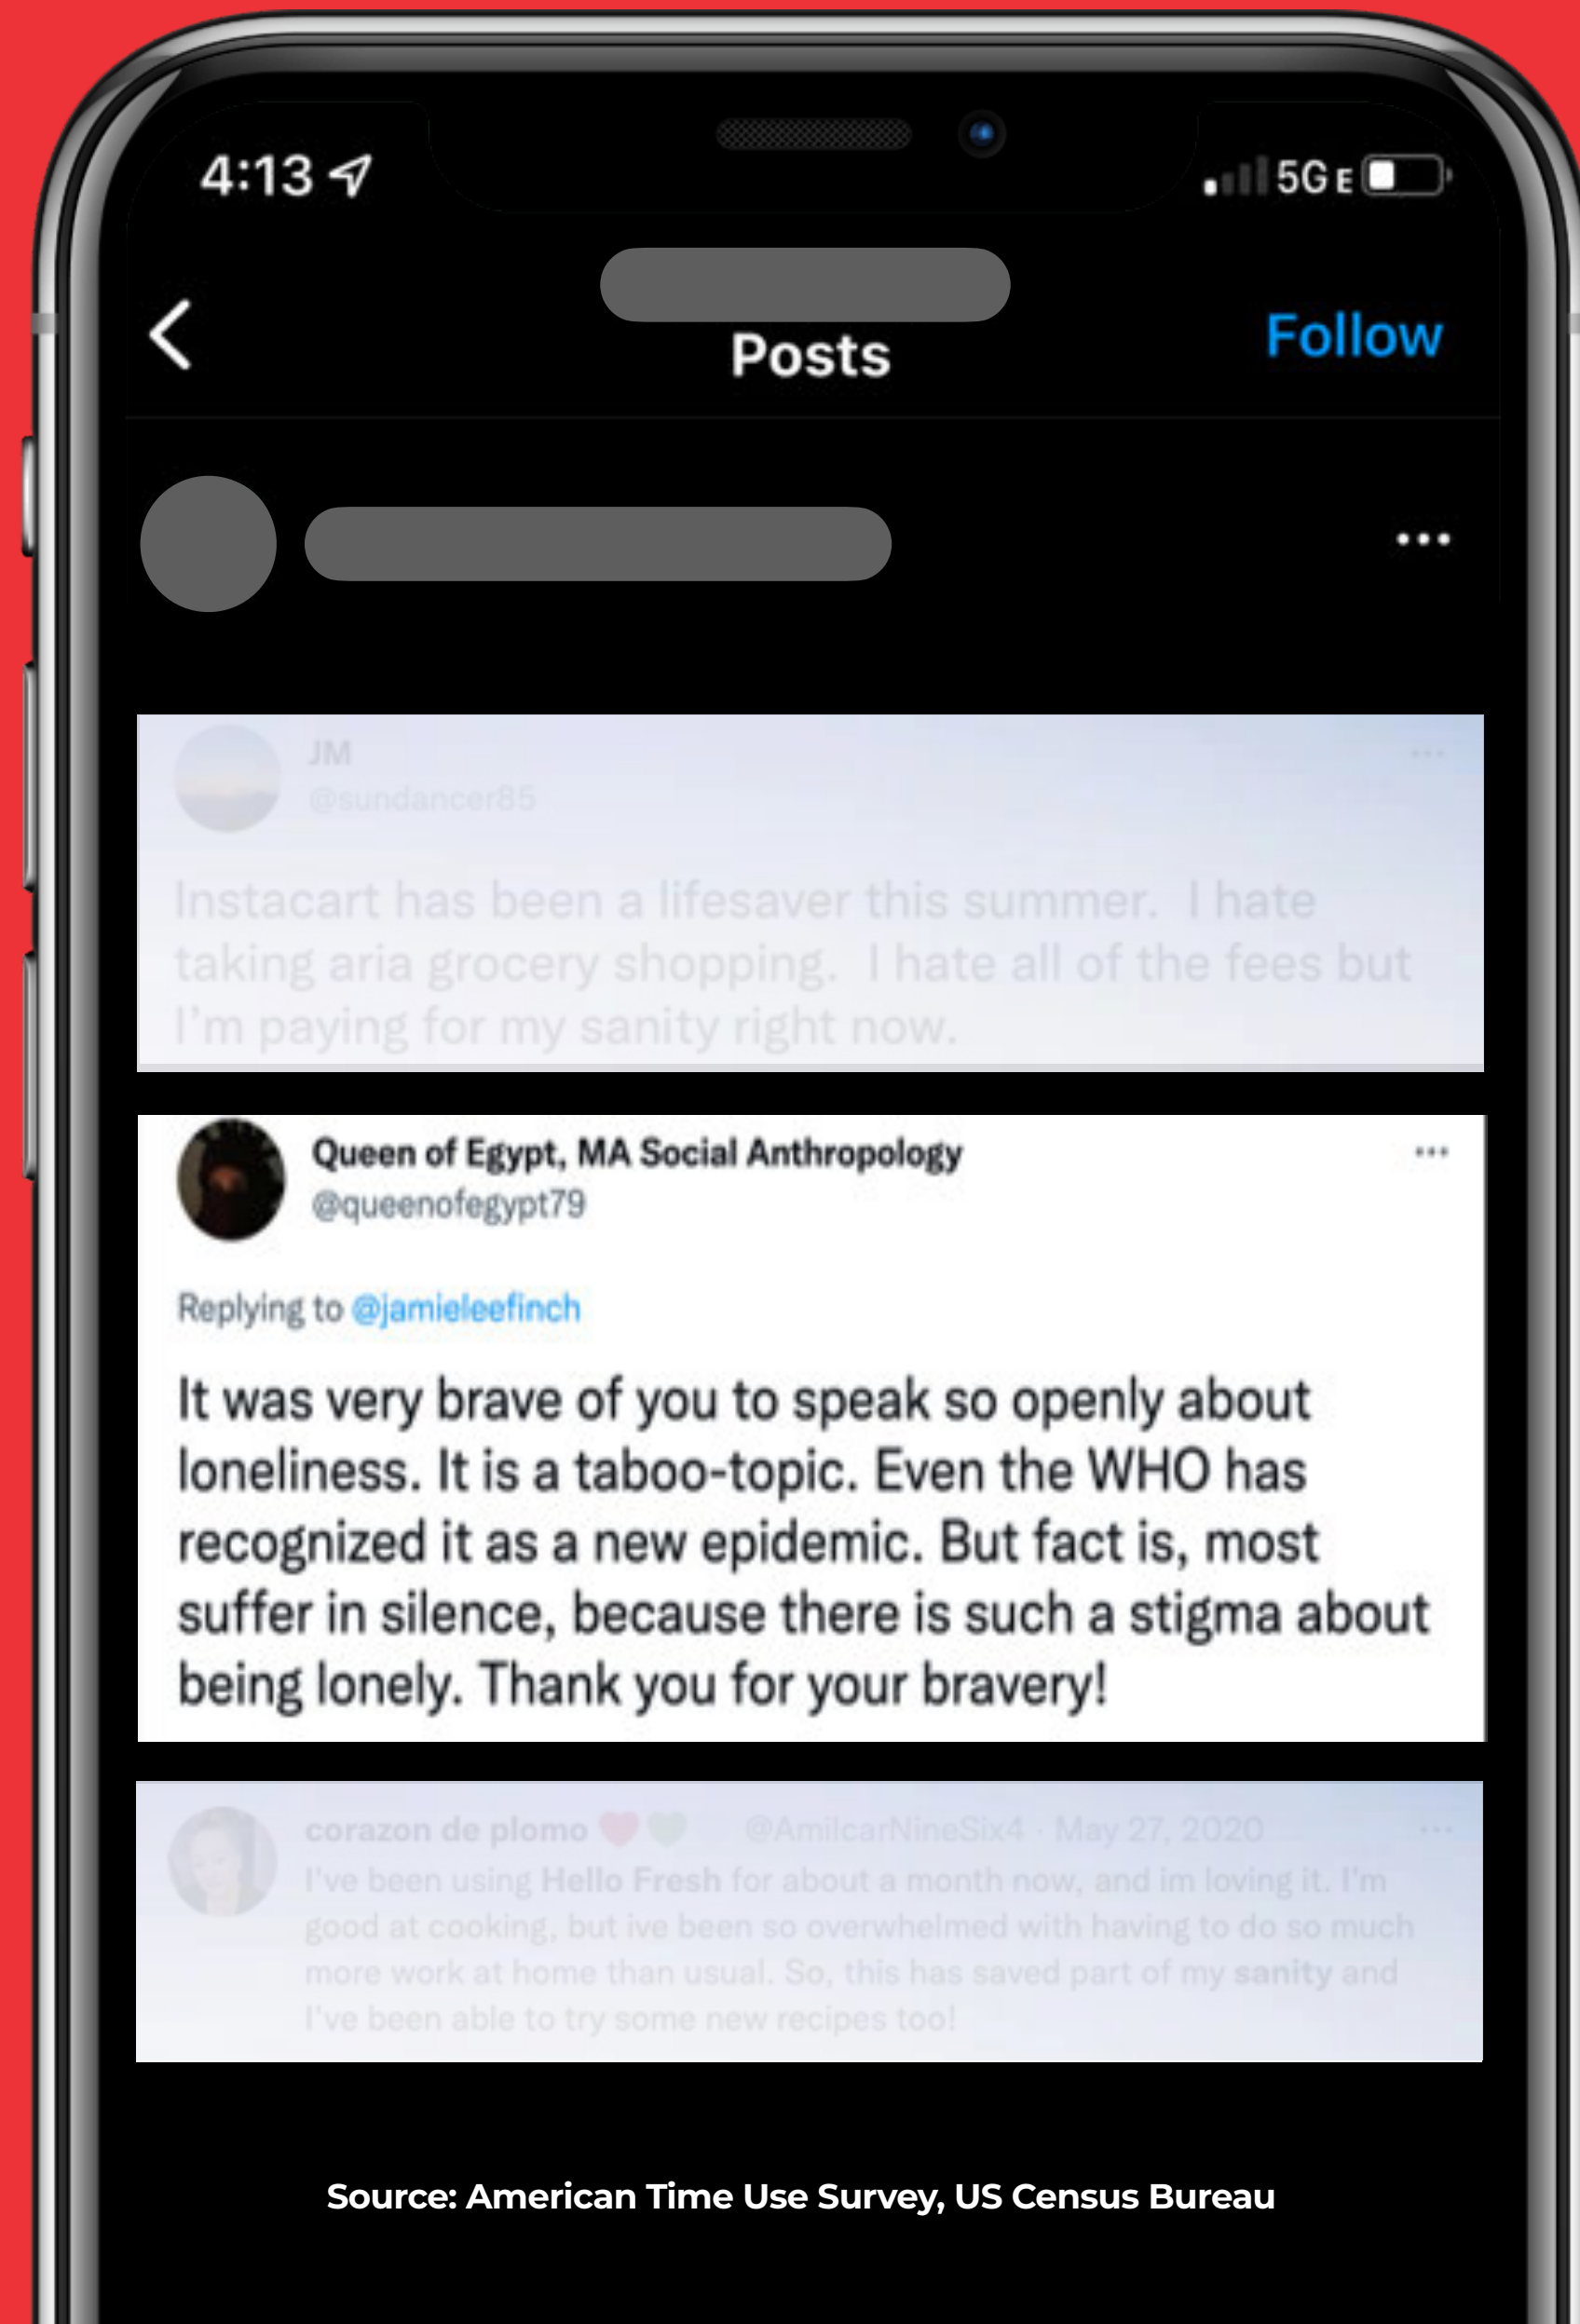 4:13
5G E
Posts
Follow
JM
@sundancer85
Instacart has been a lifesaver this summer.  I hate
taking aria grocery shopping.  I hate all of the fees but
I'm paying for my sanity right now.
Queen of Egypt, MA Social Anthropology
@queenofegypt79
Replying to @jamieleefinch
It was very brave of you to speak so openly about
loneliness. It is a taboo-topic. Even the WHO has
recognized it as a new epidemic. But fact is, most
suffer in silence, because there is such a stigma about
being lonely. Thank you for your bravery!
corazon de plomo @AmilcarNineSix4 · May 27, 2020
I've been using Hello Fresh for about a month now, and im loving it. I'm
good at cooking, but ive been so overwhelmed with having to do so much
more work at home than usual. So, this has saved part of my sanity and
I've been able to try some new recipes too!
Source: American Time Use Survey, US Census Bureau